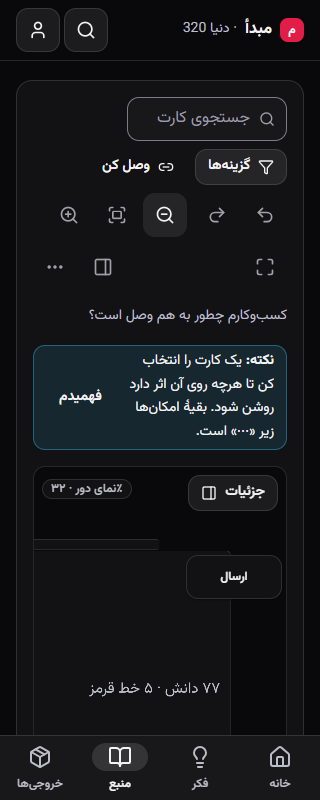 م مبدأ · دنیا 320
جستجوی کارت
گزینه‌ها وصل کن
کسب‌وکارم چطور به هم وصل است؟
نکته: یک کارت را انتخاب
کن تا هرچه روی آن اثر دارد
روشن شود. بقیهٔ امکان‌ها
زیر «···» است.
فهمیدم
جزئیات
نمای دور · ۳۲٪
ارسال
۷۷ دانش · ۵ خط قرمز
خانه
فکر
منبع
خروجی‌ها